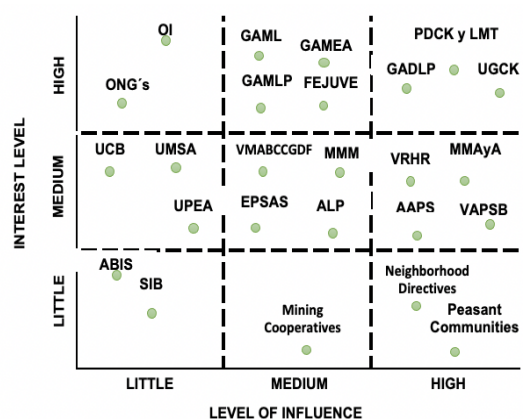 OI
GAML
GAMEA
PDCK y LMT
GADLP
UGCK
ONG´s
GAMLP
FEJUVE
HIGH
UCB
UMSA
VMABCCGDF
MMM
VRHR
MMAyA
UPEA
EPSAS
ALP
AAPS
VAPSB
MEDIUM
INTEREST LEVEL
ABIS
SIB
Mining
Cooperatives
Neighborhood
Directives
Peasant
Communities
LITTLE
LITTLE
MEDIUM
HIGH
LEVEL OF INFLUENCE